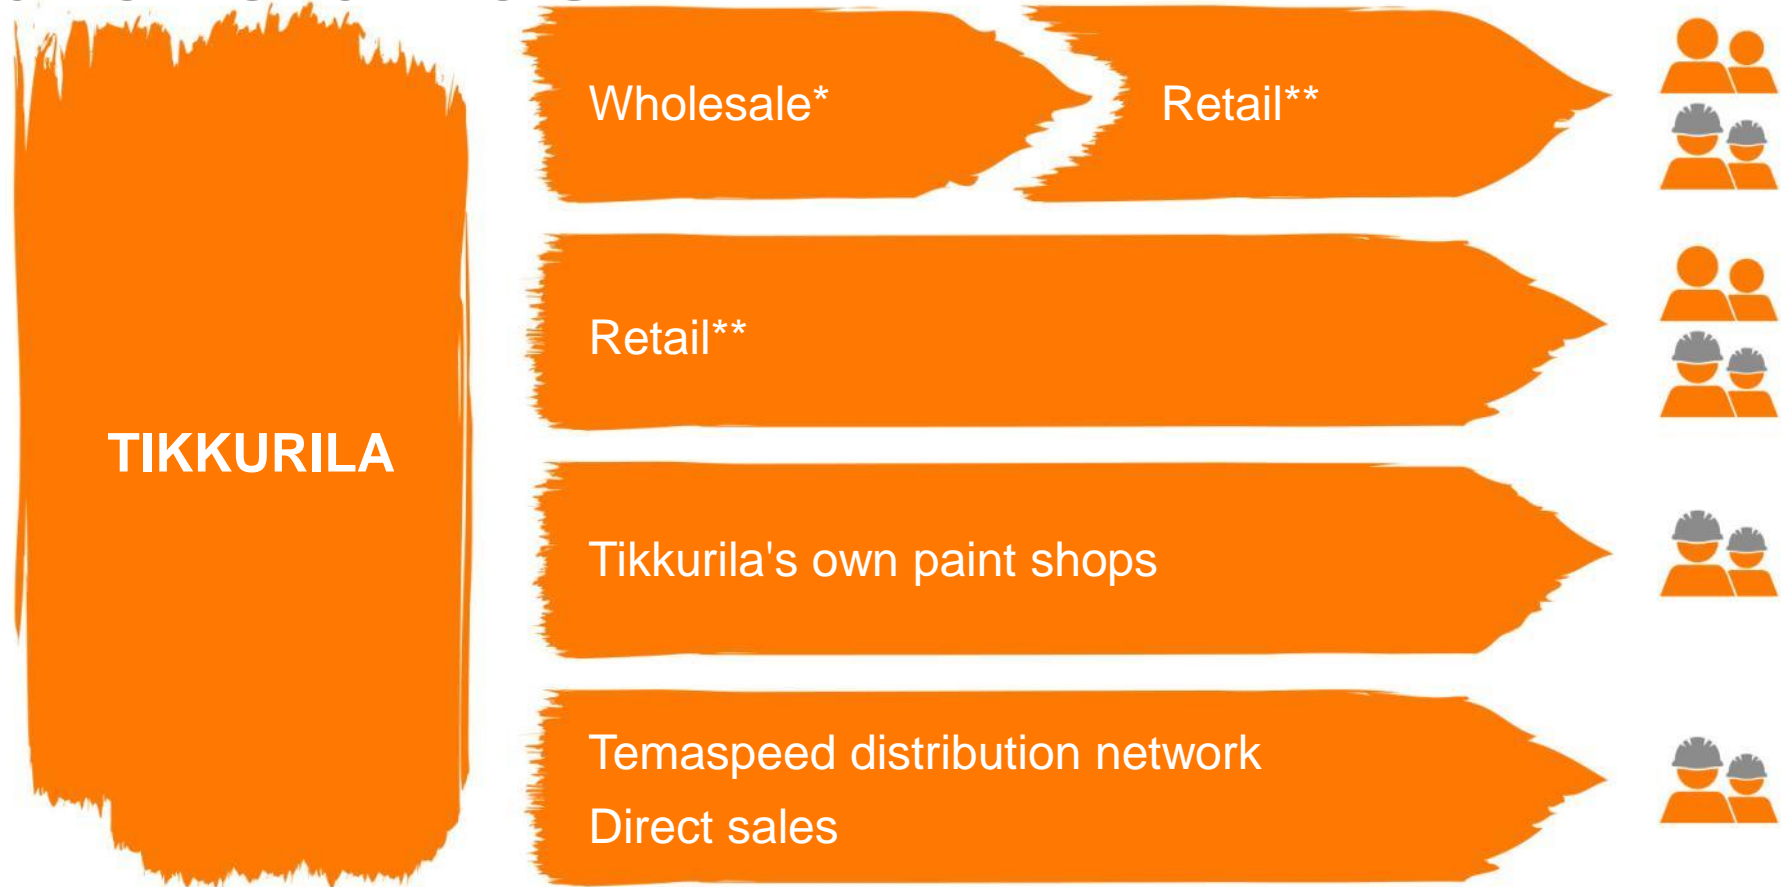 Wholesale*
Retail**
Retail**
TIKKURILA
Tikkurila's own paint shops
Temaspeed distribution network
Direct sales